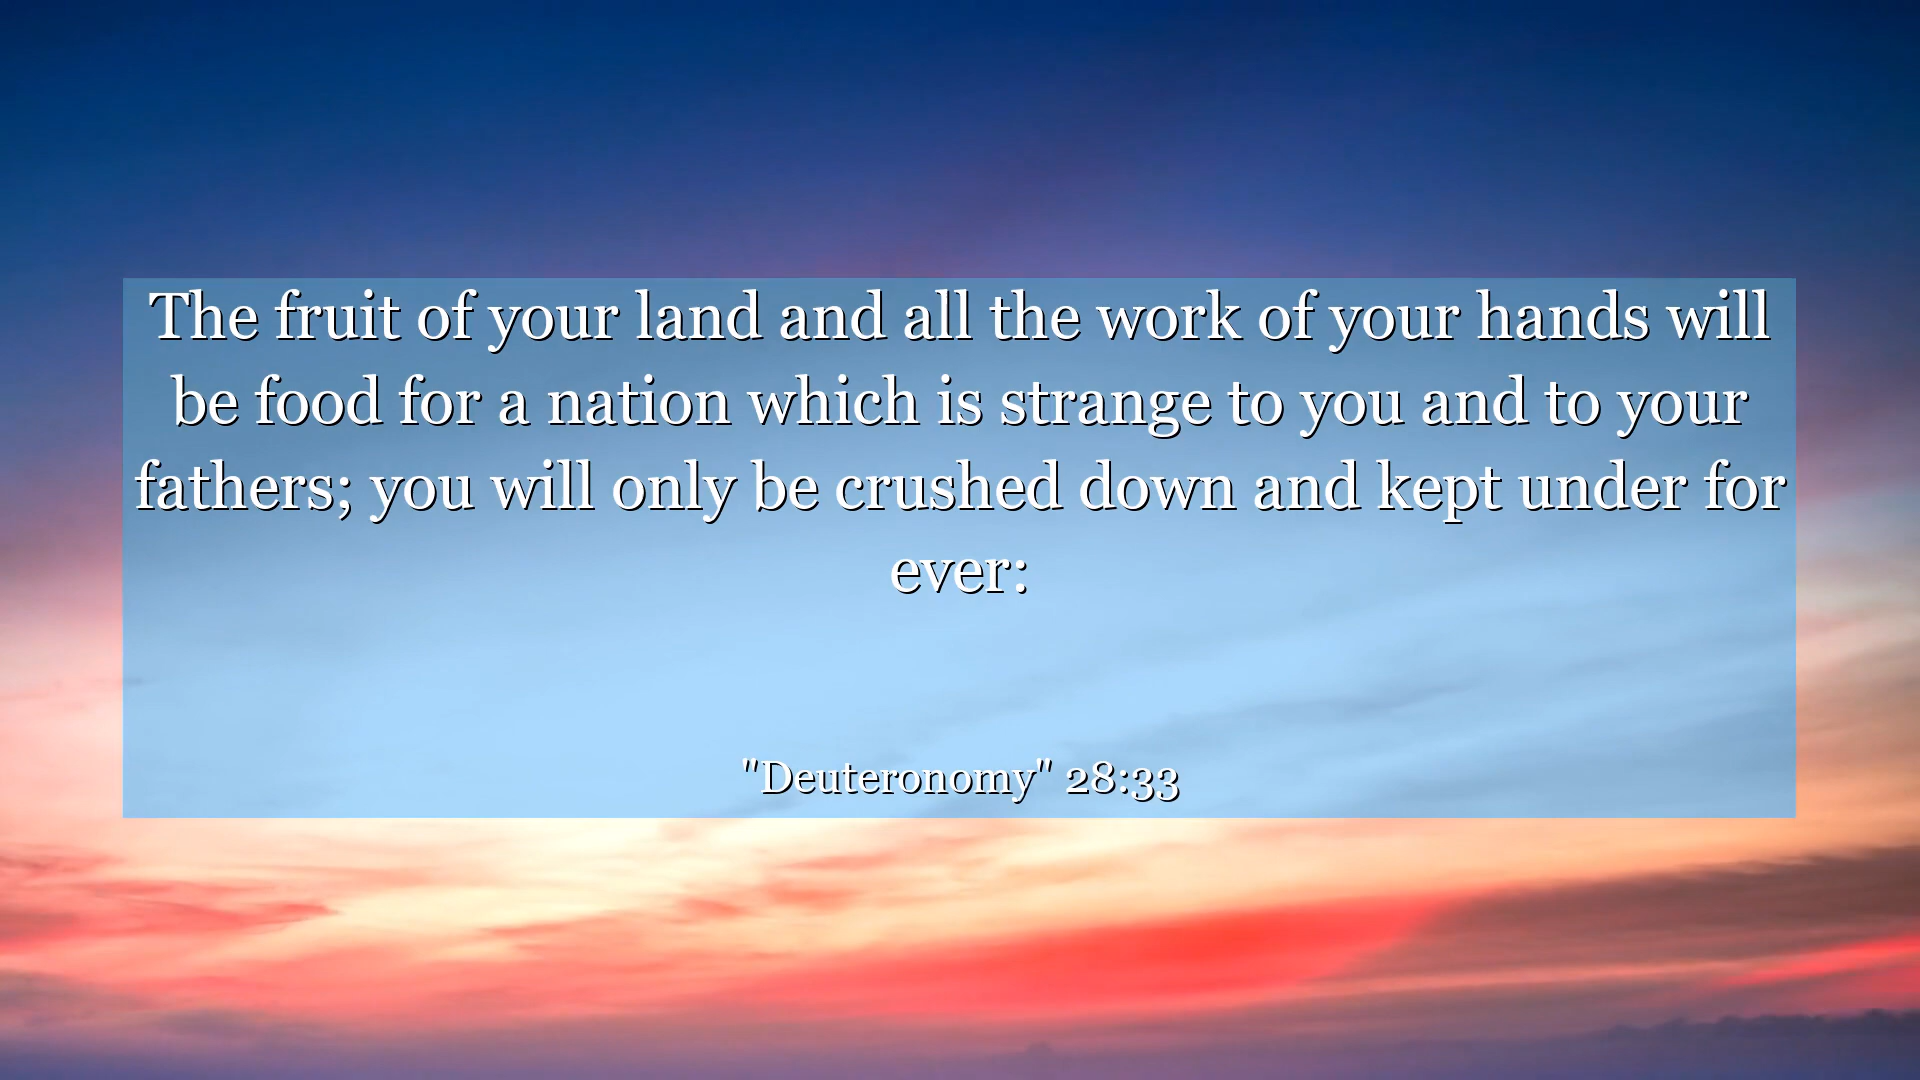 The fruit of your land and all the work of your hands will
be food for a nation which is strange to you and to your
fathers; you will only be crushed down and kept under for
ever:
"Deuteronomy" 28:33